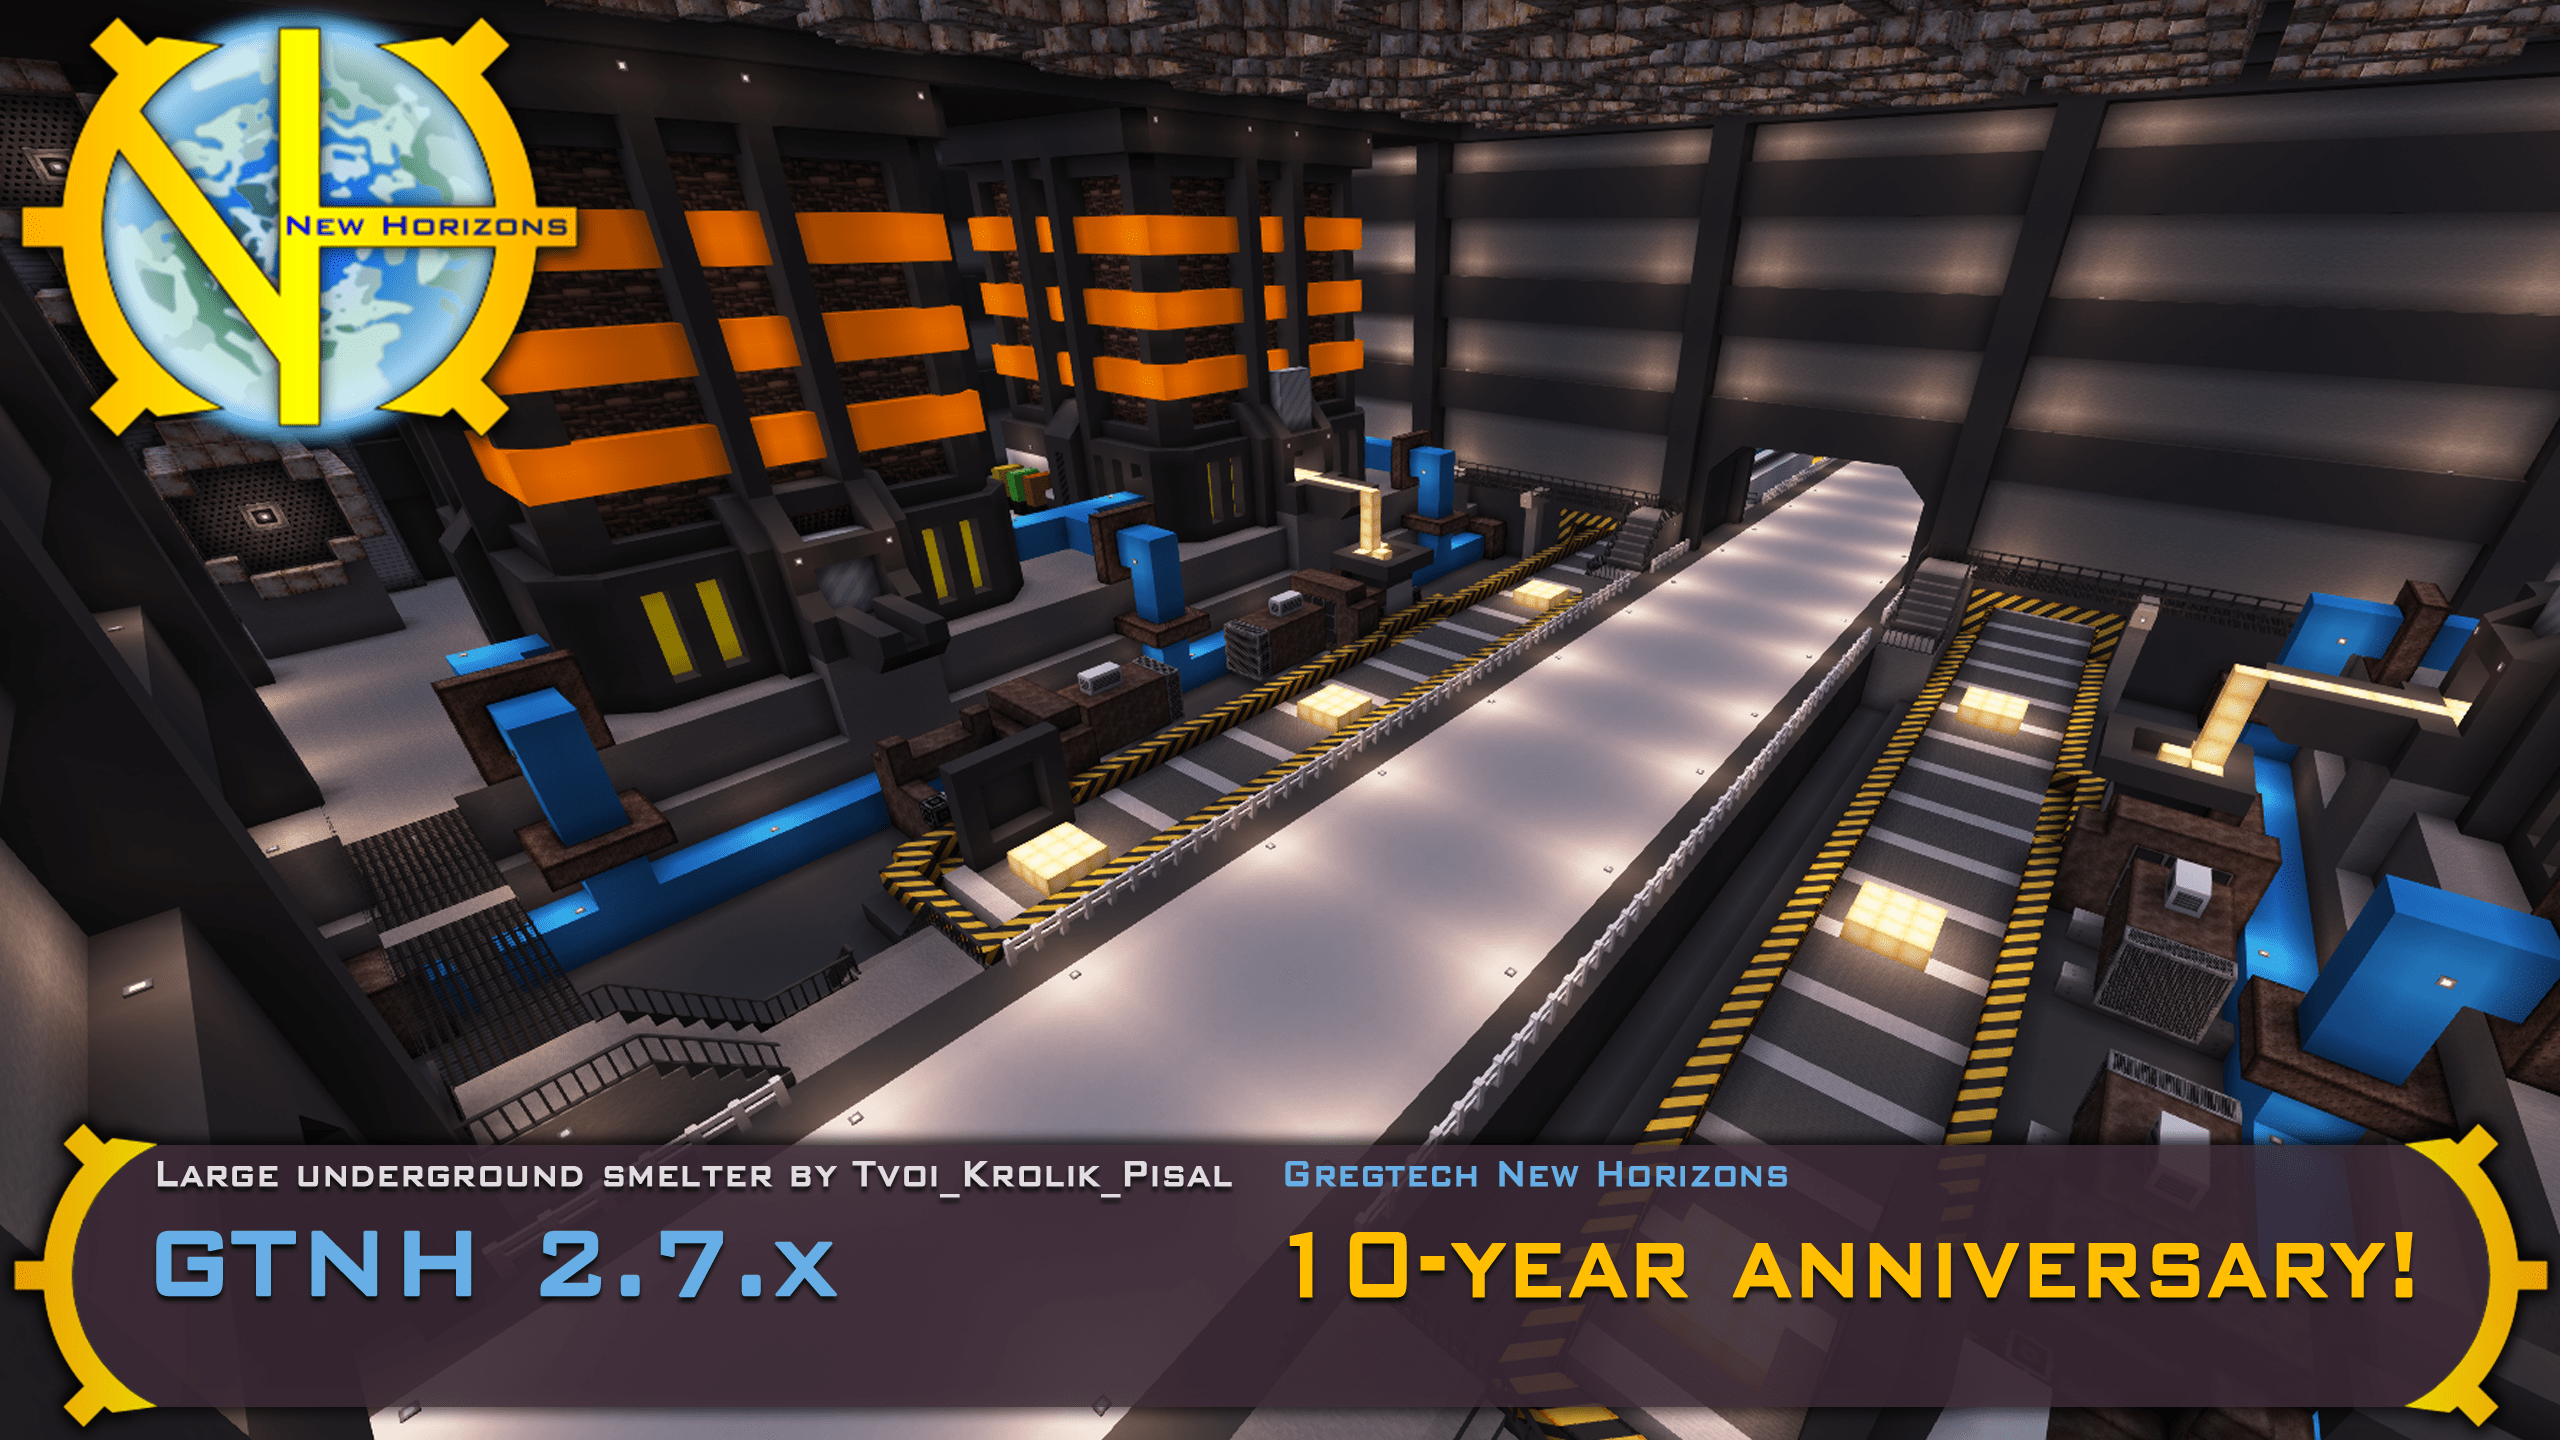 New Horizons
Large underground smelter by Tvoi_Krolik_Pisal
GTNH 2.7.x
Gregtech New Horizons
10-year anniversary!